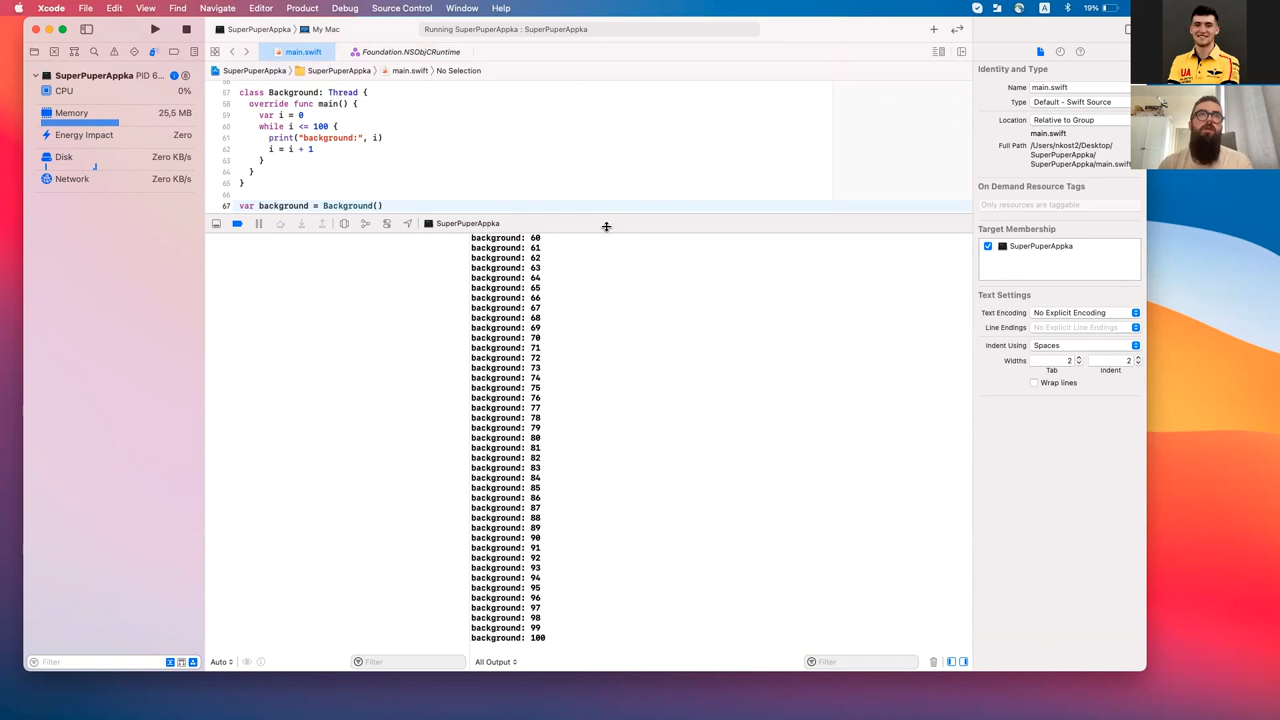 Xcode File Edit View Find Navigate Editor Product Debug Source Control Window Help
19%
SuperPuperAppka My Mac
Running SuperPuperAppka : SuperPuperAppka
main.swift
Foundation.NSObjCRuntime
SuperPuperAppka SuperPuperAppka main.swift No Selection
SuperPuperAppka PID 6...
CPU 0%
Memory 25,5 MB
Energy Impact Zero
Disk Zero KB/s
Network Zero KB/s
Filter
56
57 class Background: Thread {
58 override func main() {
59 var i = 0
60 while i <= 100 {
61 print("background:", i)
62 i = i + 1
63 }
64 }
65 }
66
67 var background = Background()
SuperPuperAppka
background: 60
background: 61
background: 62
background: 63
background: 64
background: 65
background: 66
background: 67
background: 68
background: 69
background: 70
background: 71
background: 72
background: 73
background: 74
background: 75
background: 76
background: 77
background: 78
background: 79
background: 80
background: 81
background: 82
background: 83
background: 84
background: 85
background: 86
background: 87
background: 88
background: 89
background: 90
background: 91
background: 92
background: 93
background: 94
background: 95
background: 96
background: 97
background: 98
background: 99
background: 100
Auto
Filter
All Output
Filter
Identity and Type
Name main.swift
Type Default - Swift Source
Location Relative to Group
main.swift
Full Path /Users/nkost2/Desktop/
SuperPuperAppka/
SuperPuperAppka/main.swift
On Demand Resource Tags
Only resources are taggable
Target Membership
SuperPuperAppka
Text Settings
Text Encoding No Explicit Encoding
Line Endings No Explicit Line Endings
Indent Using Spaces
Widths 2 2
Tab Indent
Wrap lines
UA